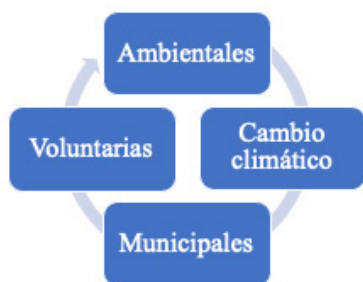 Ambientales
Voluntarias
Cambio
climático
Municipales